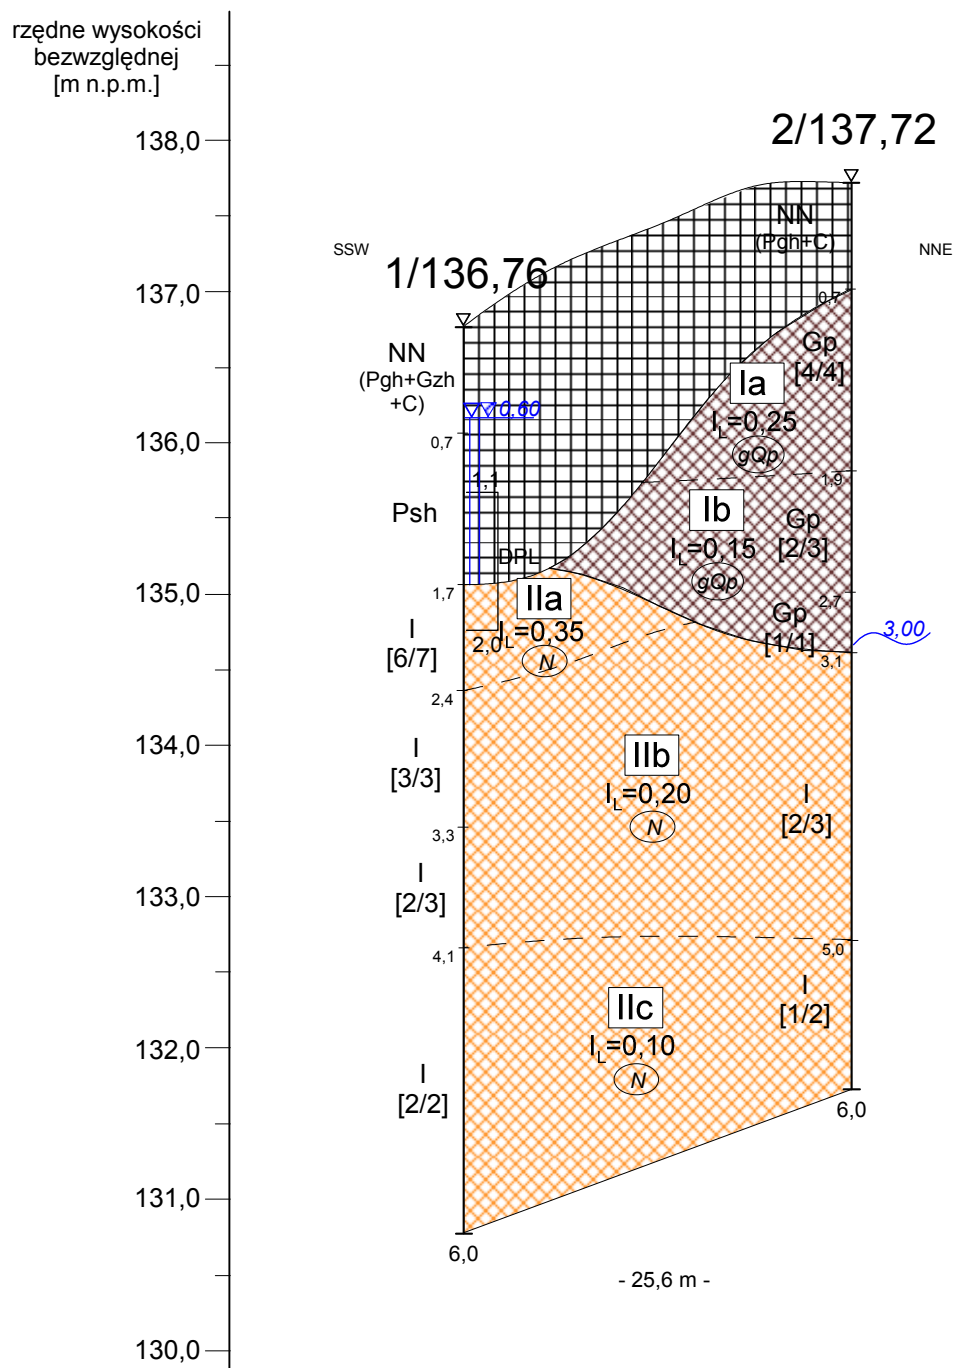 rzędne wysokości
bezwzględnej
[m n.p.m.]
138,0
2/137,72
NN
(Pgh+C)
SSW
NNE
1/136,76
137,0
0,7
NN
(Pgh+Gzh
+C)
Gp
[4/4]
Ia
I_L=0,25
gQp
0,60
136,0
0,7
1,9
1,1
Ib
I_L=0,15
gQp
Psh
Gp
[2/3]
DPL
135,0
1,7
IIa
I_L=0,35
N
2,7
Gp
[1/1]
3,00
I
[6/7]
2,0
3,1
2,4
134,0
I
[3/3]
IIb
I_L=0,20
N
I
[2/3]
3,3
133,0
I
[2/3]
4,1
5,0
I
[1/2]
IIc
I_L=0,10
N
132,0
I
[2/2]
6,0
131,0
6,0
- 25,6 m -
130,0